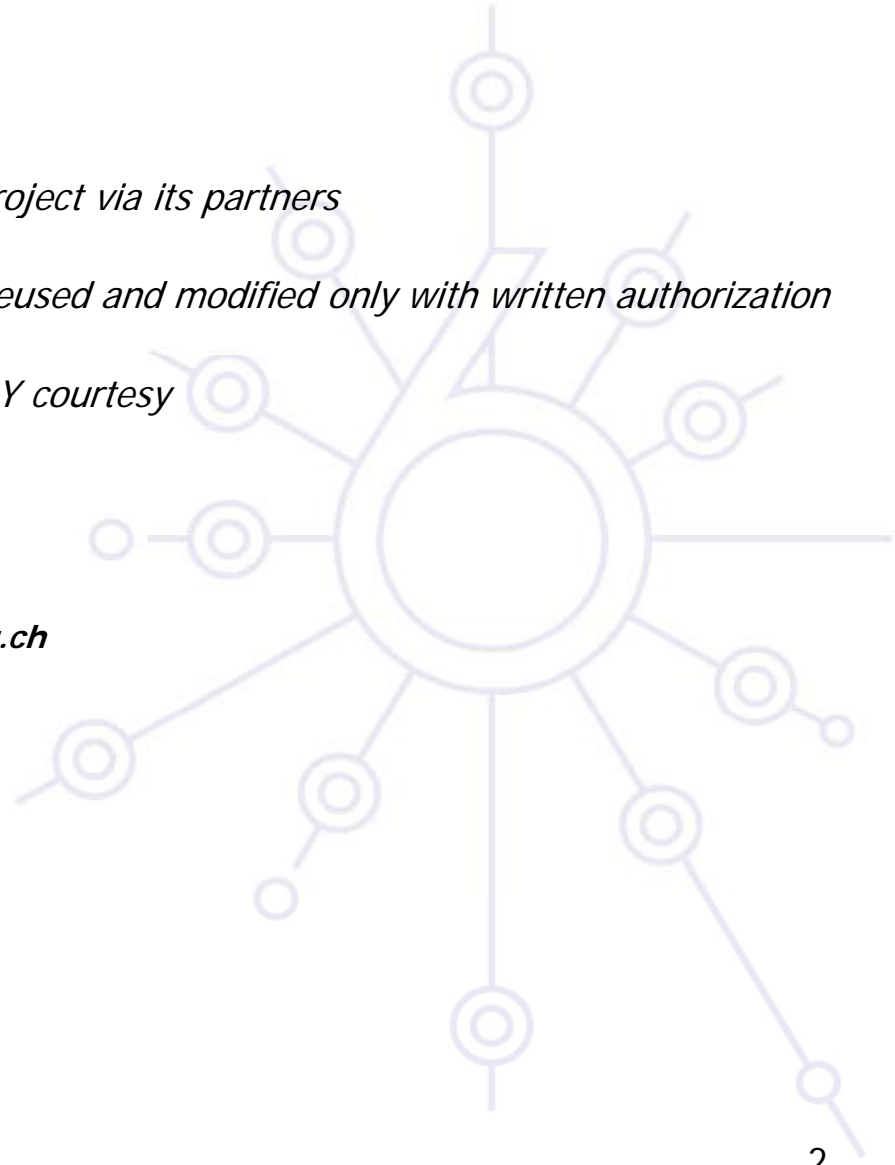 roject via its partners
eused and modified only with written authorization
Y courtesy
.ch
2